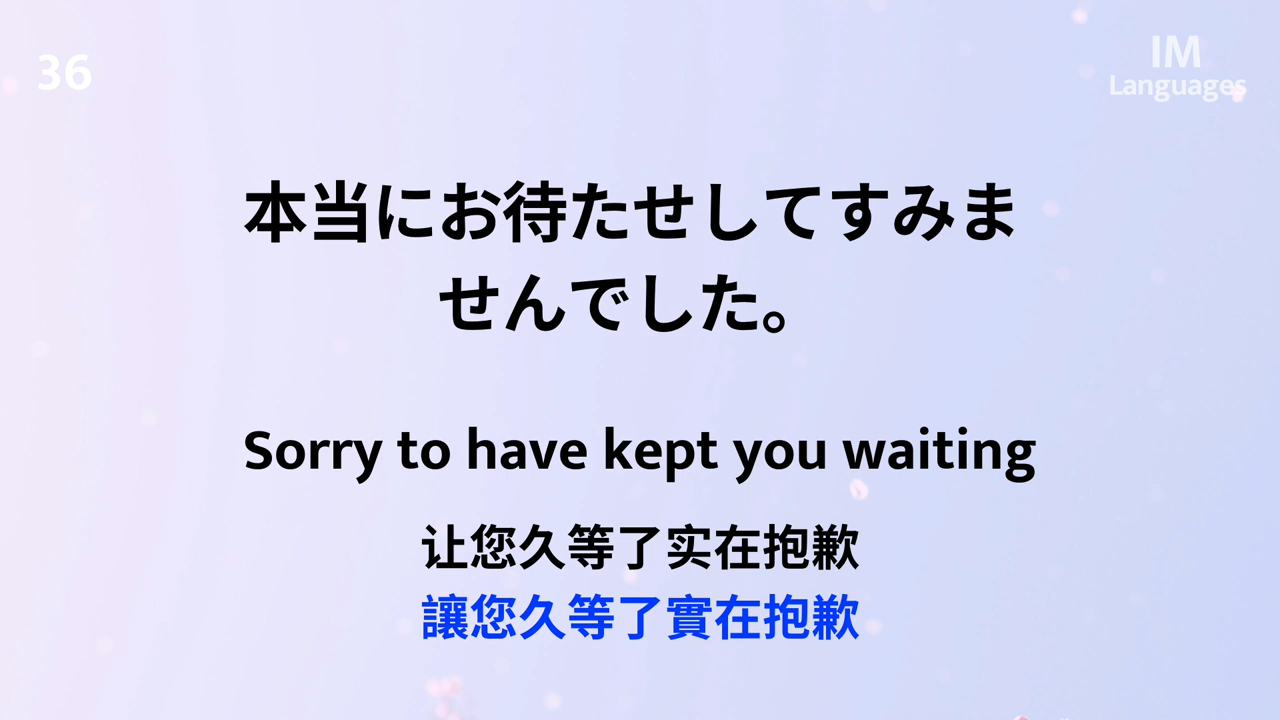 36
IM
Languages
本当にお待たせしてすみま
せんでした。
Sorry to have kept you waiting
让您久等了实在抱歉
讓您久等了實在抱歉